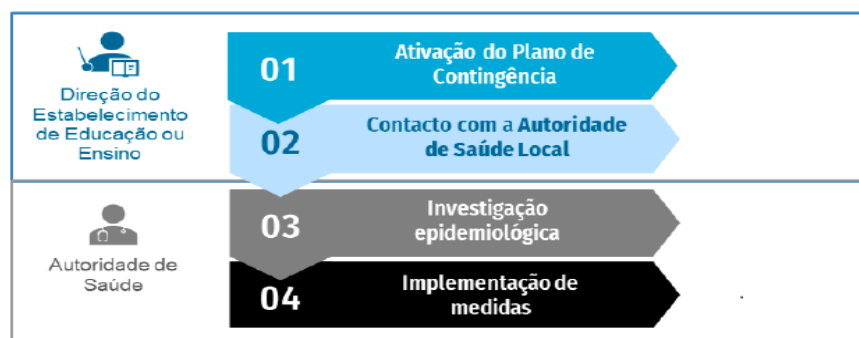 Direção do
Estabelecimento
de Educação ou
Ensino
01
Ativação do Plano de
Contingência
02
Contacto com a Autoridade
de Saúde Local
Autoridade de
Saúde
03
Investigação
epidemiológica
04
Implementação de
medidas
.